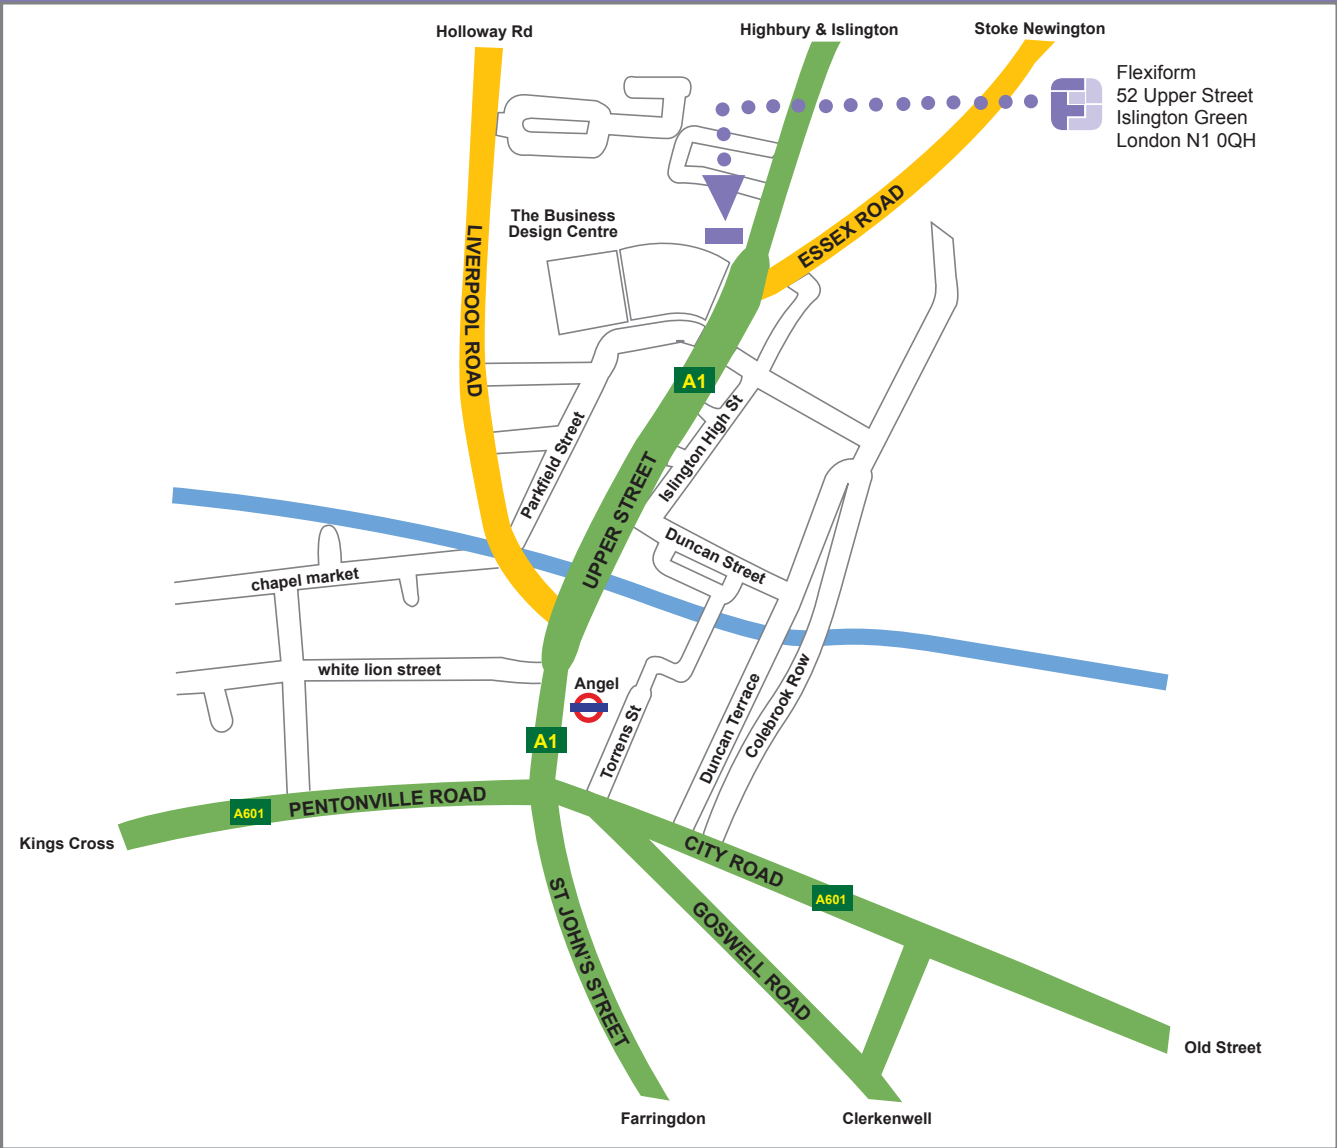 Holloway Rd
Highbury & Islington
Stoke Newington
Flexiform
52 Upper Street
Islington Green
London N1 0QH
The Business
Design Centre
ESSEX ROAD
LIVERPOOL ROAD
A1
Islington High St
Parkfield Street
UPPER STREET
Duncan Street
chapel market
white lion street
Angel
Torrens St
Duncan Terrace
Colebrook Row
A1
PENTONVILLE ROAD
A601
Kings Cross
CITY ROAD
A601
ST JOHN'S STREET
GOSWELL ROAD
Old Street
Farringdon
Clerkenwell